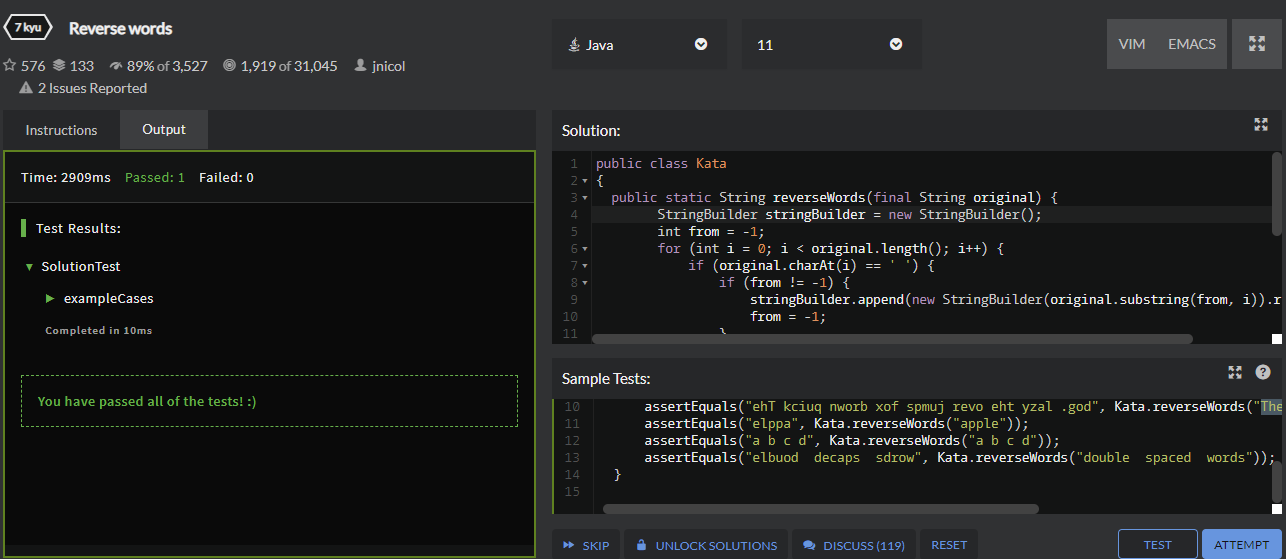 7 kyu Reverse words
576 133 89% of 3,527 1,919 of 31,045 jnicol
2 Issues Reported
Java
11
VIM EMACS
Instructions Output
Time: 2909ms Passed: 1 Failed: 0
Test Results:
SolutionTest
exampleCases
Completed in 10ms
You have passed all of the tests! :)
Solution:
1 public class Kata
2 {
3 public static String reverseWords(final String original) {
4 StringBuilder stringBuilder = new StringBuilder();
5 int from = -1;
6 for (int i = 0; i < original.length(); i++) {
7 if (original.charAt(i) == ' ') {
8 if (from != -1) {
9 stringBuilder.append(new StringBuilder(original.substring(from, i)).r
10 from = -1;
11 }
Sample Tests:
10 assertEquals("ehT kciuq nworb xof spmuj revo eht yzal .god", Kata.reverseWords("The
11 assertEquals("elppa", Kata.reverseWords("apple"));
12 assertEquals("a b c d", Kata.reverseWords("a b c d"));
13 assertEquals("elbuod  decaps  sdrow", Kata.reverseWords("double  spaced  words"));
14 }
15
SKIP UNLOCK SOLUTIONS DISCUSS (119) RESET TEST ATTEMPT